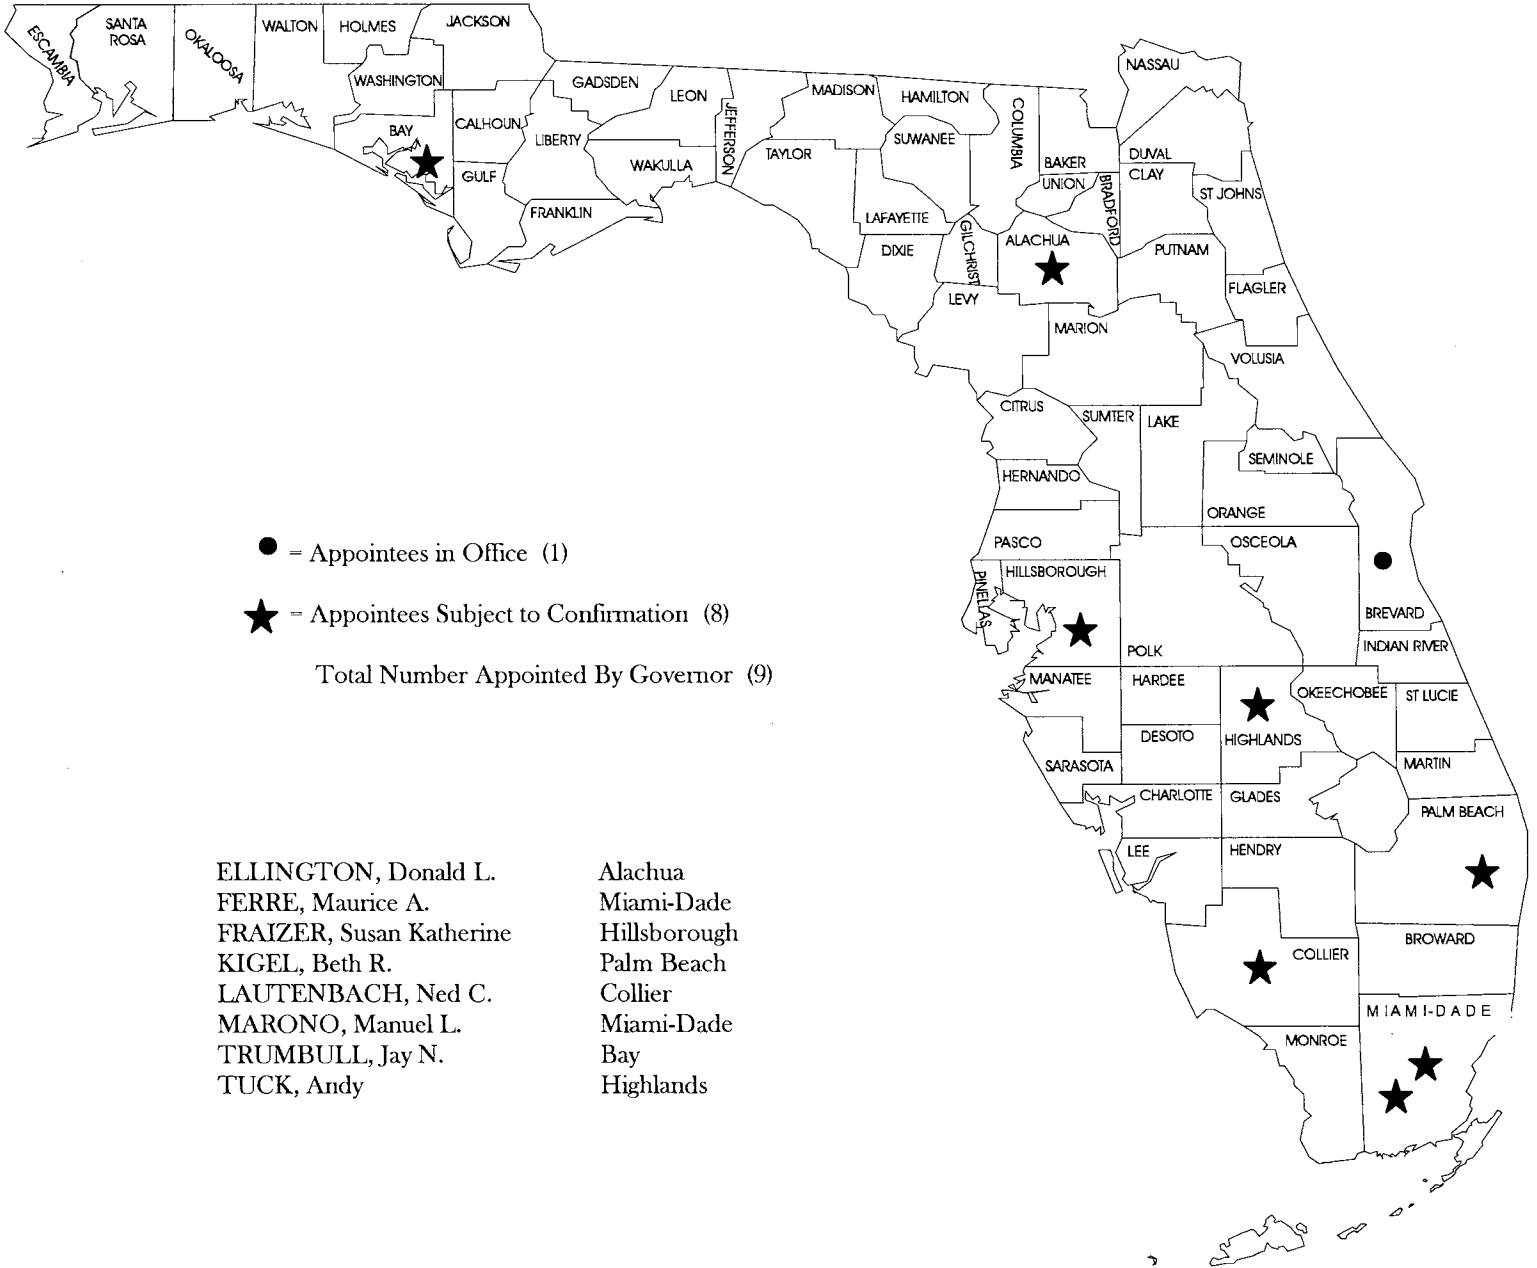 ESCAMBIA
SANTA
ROSA
OKALOOSA
WALTON
HOLMES
JACKSON
WASHINGTON
BAY
CALHOUN
GULF
LIBERTY
GADSDEN
FRANKLIN
LEON
WAKULLA
JEFFERSON
MADISON
TAYLOR
HAMILTON
SUWANEE
LAFAYETTE
DIXIE
COLUMBIA
GILCHRIST
BAKER
UNION
BRADFORD
NASSAU
DUVAL
CLAY
ST JOHNS
ALACHUA
PUTNAM
LEVY
FLAGLER
MARION
VOLUSIA
CITRUS
SUMTER
LAKE
SEMINOLE
HERNANDO
ORANGE
PASCO
OSCEOLA
PINELLAS
HILLSBOROUGH
POLK
BREVARD
INDIAN RIVER
MANATEE
HARDEE
OKEECHOBEE
ST LUCIE
DESOTO
HIGHLANDS
SARASOTA
MARTIN
CHARLOTTE
GLADES
PALM BEACH
LEE
HENDRY
BROWARD
COLLIER
MIAMI-DADE
MONROE
= Appointees in Office (1)
= Appointees Subject to Confirmation (8)
Total Number Appointed By Governor (9)
ELLINGTON, Donald L. Alachua
FERRE, Maurice A. Miami-Dade
FRAIZER, Susan Katherine Hillsborough
KIGEL, Beth R. Palm Beach
LAUTENBACH, Ned C. Collier
MARONO, Manuel L. Miami-Dade
TRUMBULL, Jay N. Bay
TUCK, Andy Highlands